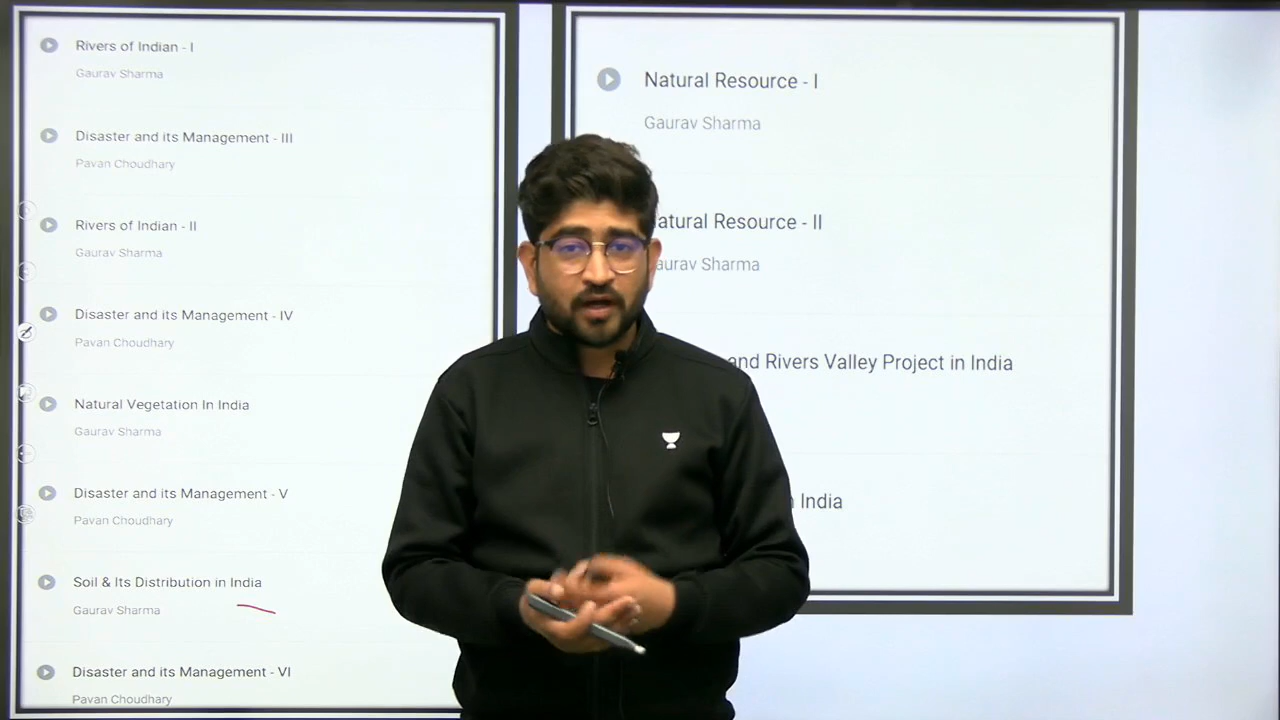 Rivers of Indian - I
Gaurav Sharma
Disaster and its Management - III
Pavan Choudhary
Rivers of Indian - II
Gaurav Sharma
Disaster and its Management - IV
Pavan Choudhary
Natural Vegetation In India
Gaurav Sharma
Disaster and its Management - V
Pavan Choudhary
Soil & Its Distribution in India
Gaurav Sharma
Disaster and its Management - VI
Pavan Choudhary
Natural Resource - I
Gaurav Sharma
atural Resource - II
aurav Sharma
and Rivers Valley Project in India
India